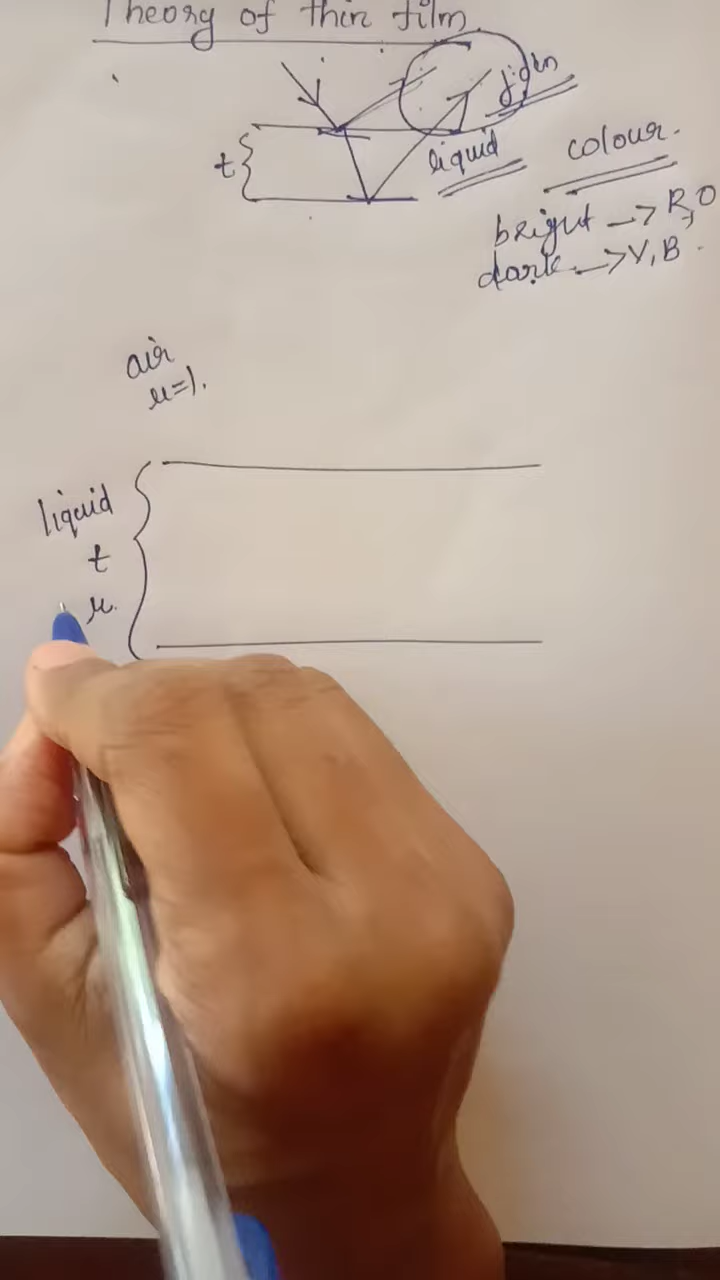 Theory of thin film.
t
liquid
film
colour.
bright → R, O
dark → V, B.
air
μ=1.
liquid
t
μ.